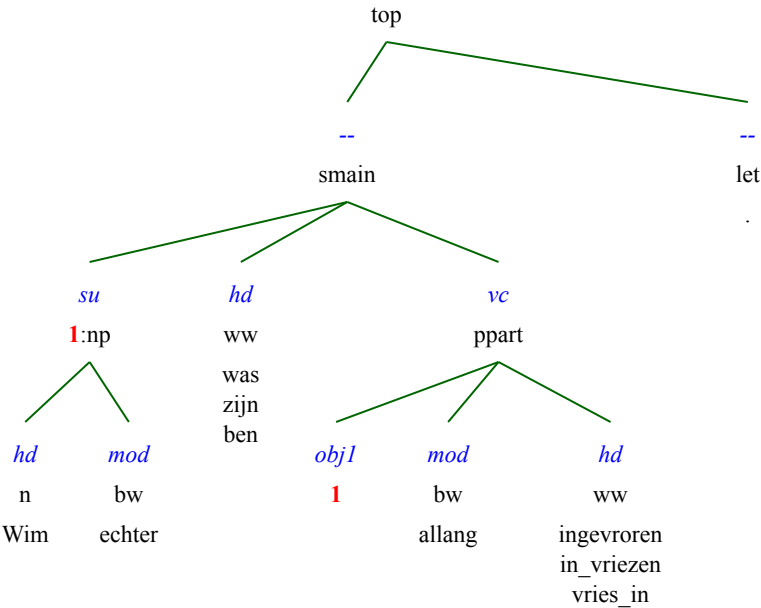 top
-- --
smain let
.
su hd vc
1:np ww ppart
was
zijn
ben
hd mod obj1 mod hd
n bw 1 bw ww
Wim echter allang ingevroren
in_vriezen
vries_in